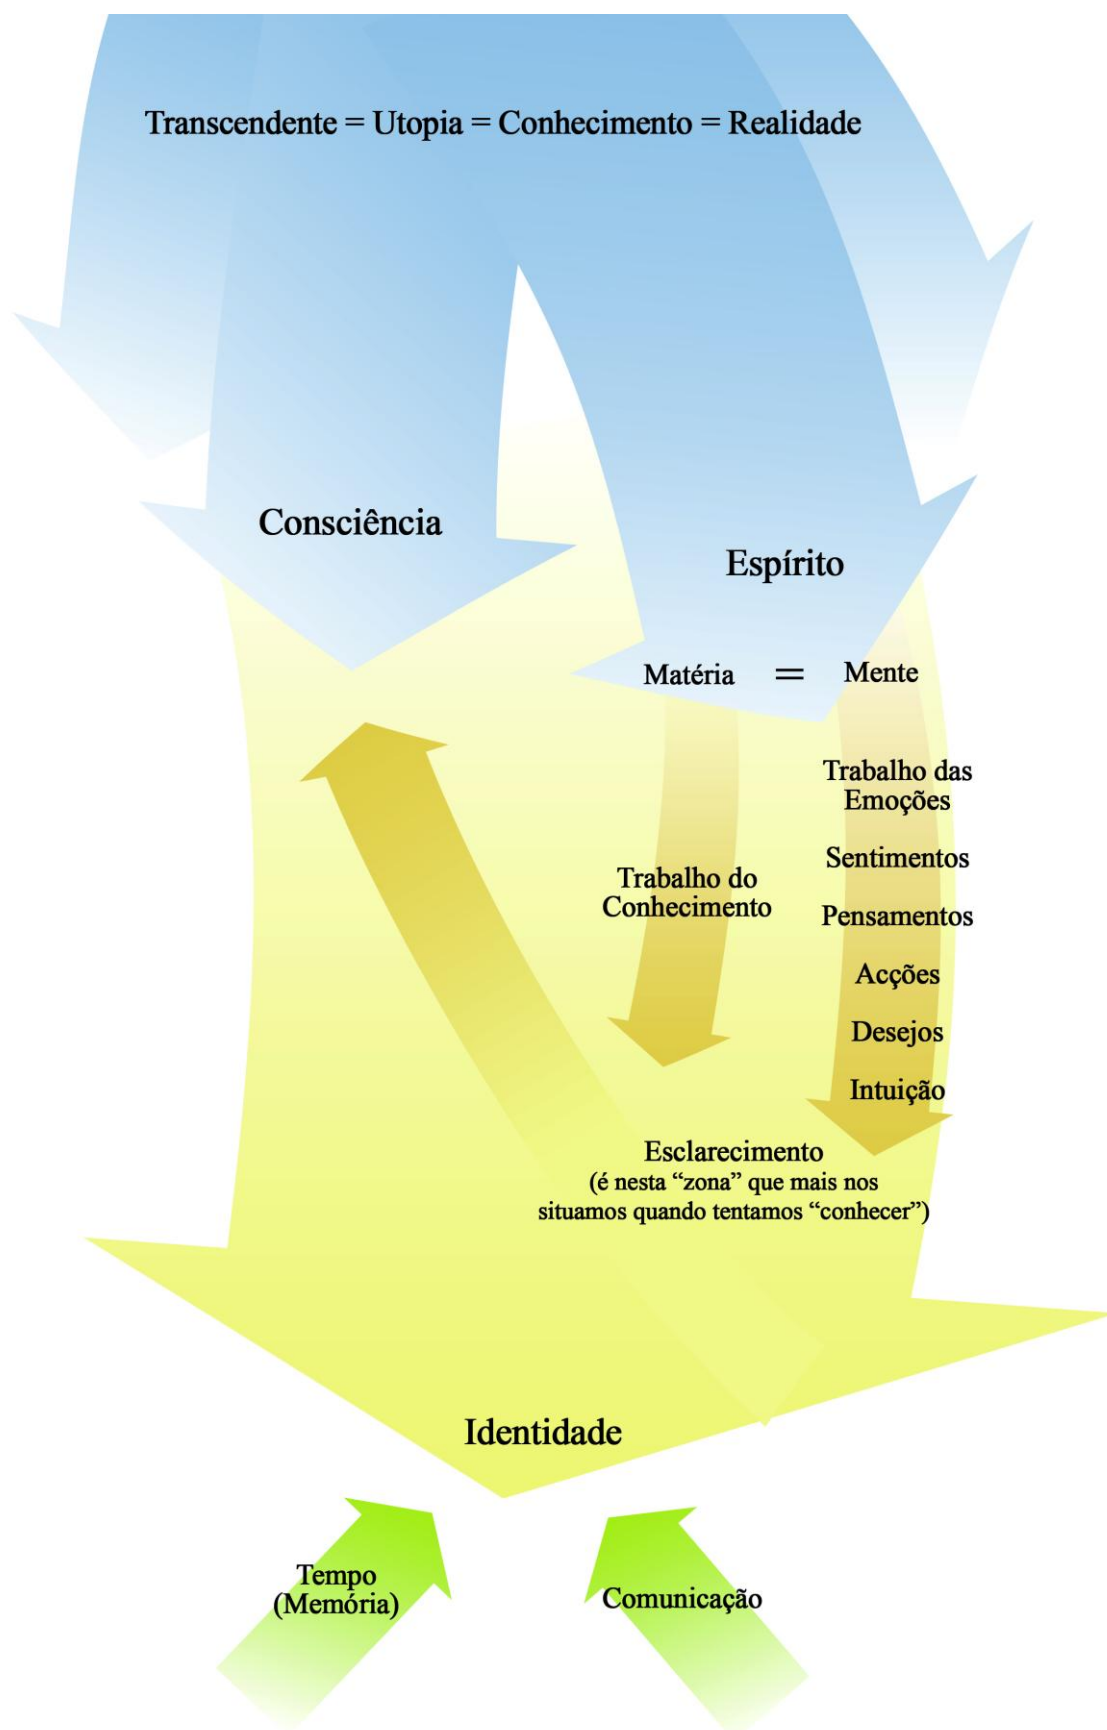 Transcendente = Utopia = Conhecimento = Realidade
Consciência
Espírito
Matéria = Mente
Trabalho das
Emoções
Sentimentos
Trabalho do
Conhecimento
Pensamentos
Acções
Desejos
Intuição
Esclarecimento
(é nesta “zona” que mais nos
situamos quando tentamos “conhecer”)
Identidade
Tempo
(Memória)
Comunicação